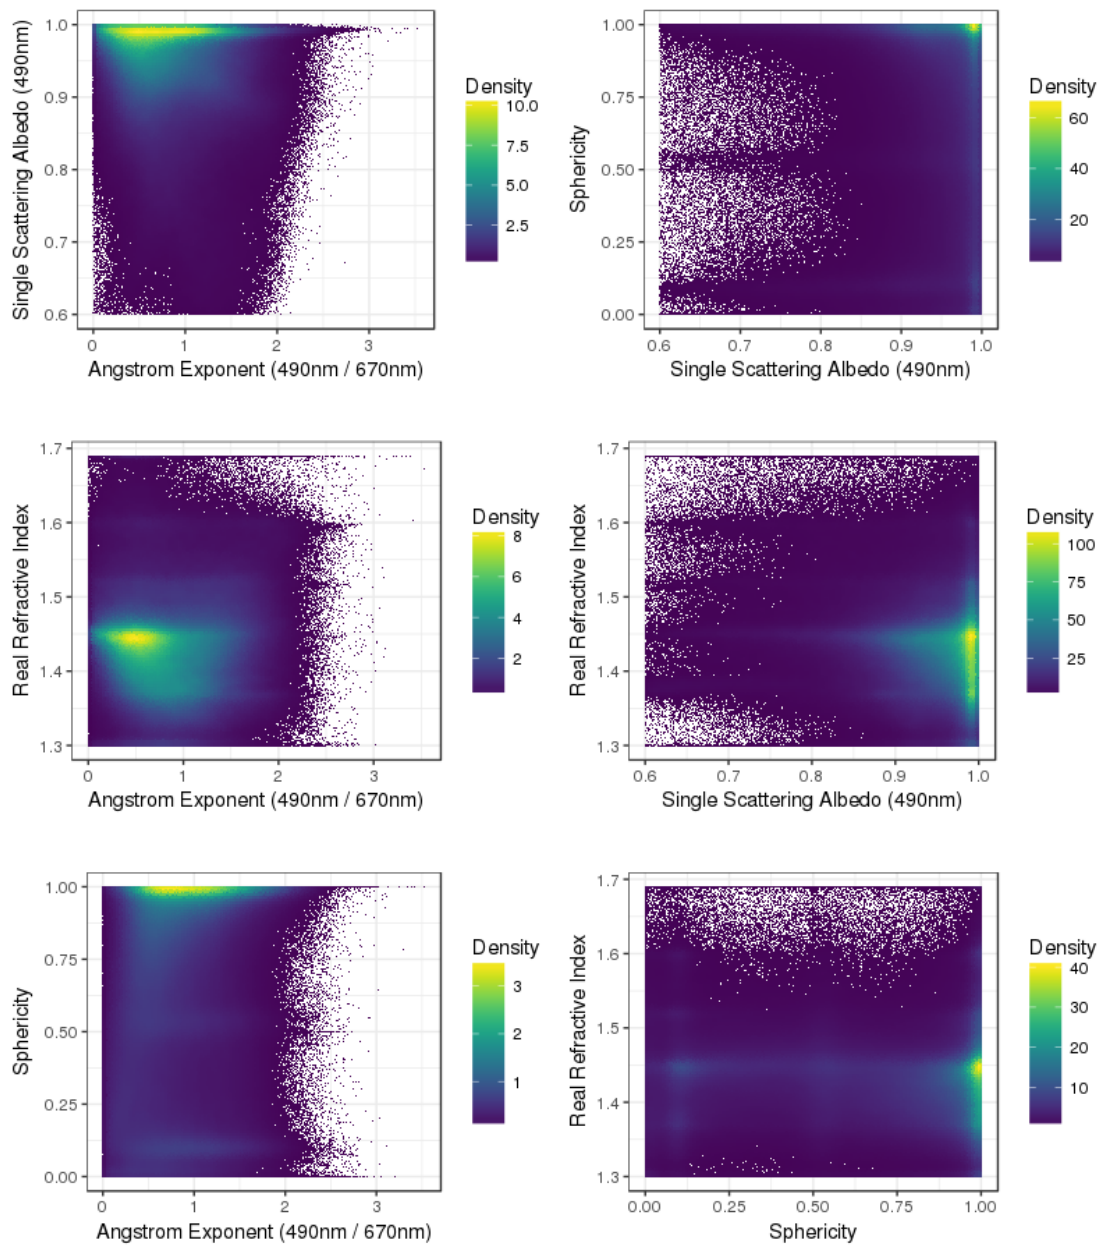 Single Scattering Albedo (490nm)
1.0
0.9
0.8
0.7
0.6
0 1 2 3
Angstrom Exponent (490nm / 670nm)
Density
10.0
7.5
5.0
2.5
Sphericity
1.00
0.75
0.50
0.25
0.00
0.6 0.7 0.8 0.9 1.0
Single Scattering Albedo (490nm)
Density
60
40
20
Real Refractive Index
1.7
1.6
1.5
1.4
1.3
0 1 2 3
Angstrom Exponent (490nm / 670nm)
Density
8
6
4
2
Real Refractive Index
1.7
1.6
1.5
1.4
1.3
0.6 0.7 0.8 0.9 1.0
Single Scattering Albedo (490nm)
Density
100
75
50
25
Sphericity
1.00
0.75
0.50
0.25
0.00
0 1 2 3
Angstrom Exponent (490nm / 670nm)
Density
3
2
1
Real Refractive Index
1.7
1.6
1.5
1.4
1.3
0.00 0.25 0.50 0.75 1.00
Sphericity
Density
40
30
20
10